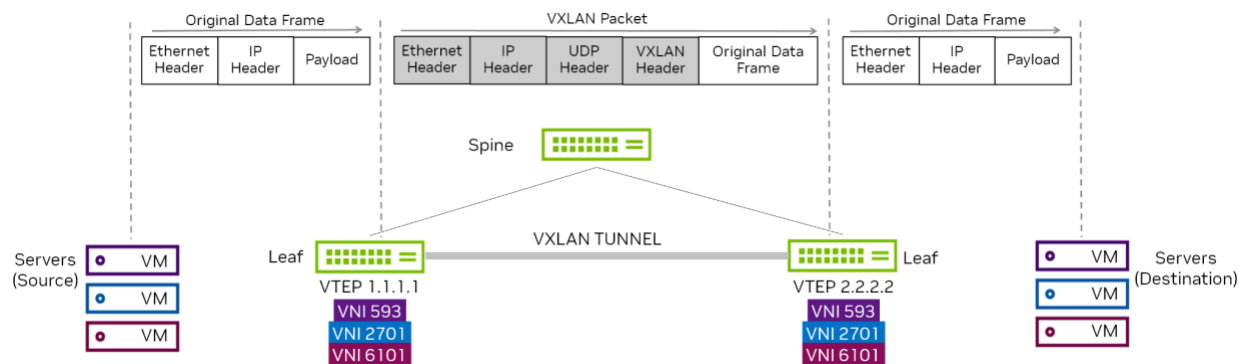 Original Data Frame
VXLAN Packet
Original Data Frame
Ethernet
Header
IP
Header
Payload
Ethernet
Header
IP
Header
UDP
Header
VXLAN
Header
Original Data
Frame
Ethernet
Header
IP
Header
Payload
Spine
Servers
(Source)
VM
VM
VM
Leaf
VTEP 1.1.1.1
VNI 593
VNI 2701
VNI 6101
VXLAN TUNNEL
Leaf
VTEP 2.2.2.2
VNI 593
VNI 2701
VNI 6101
VM
VM
VM
Servers
(Destination)